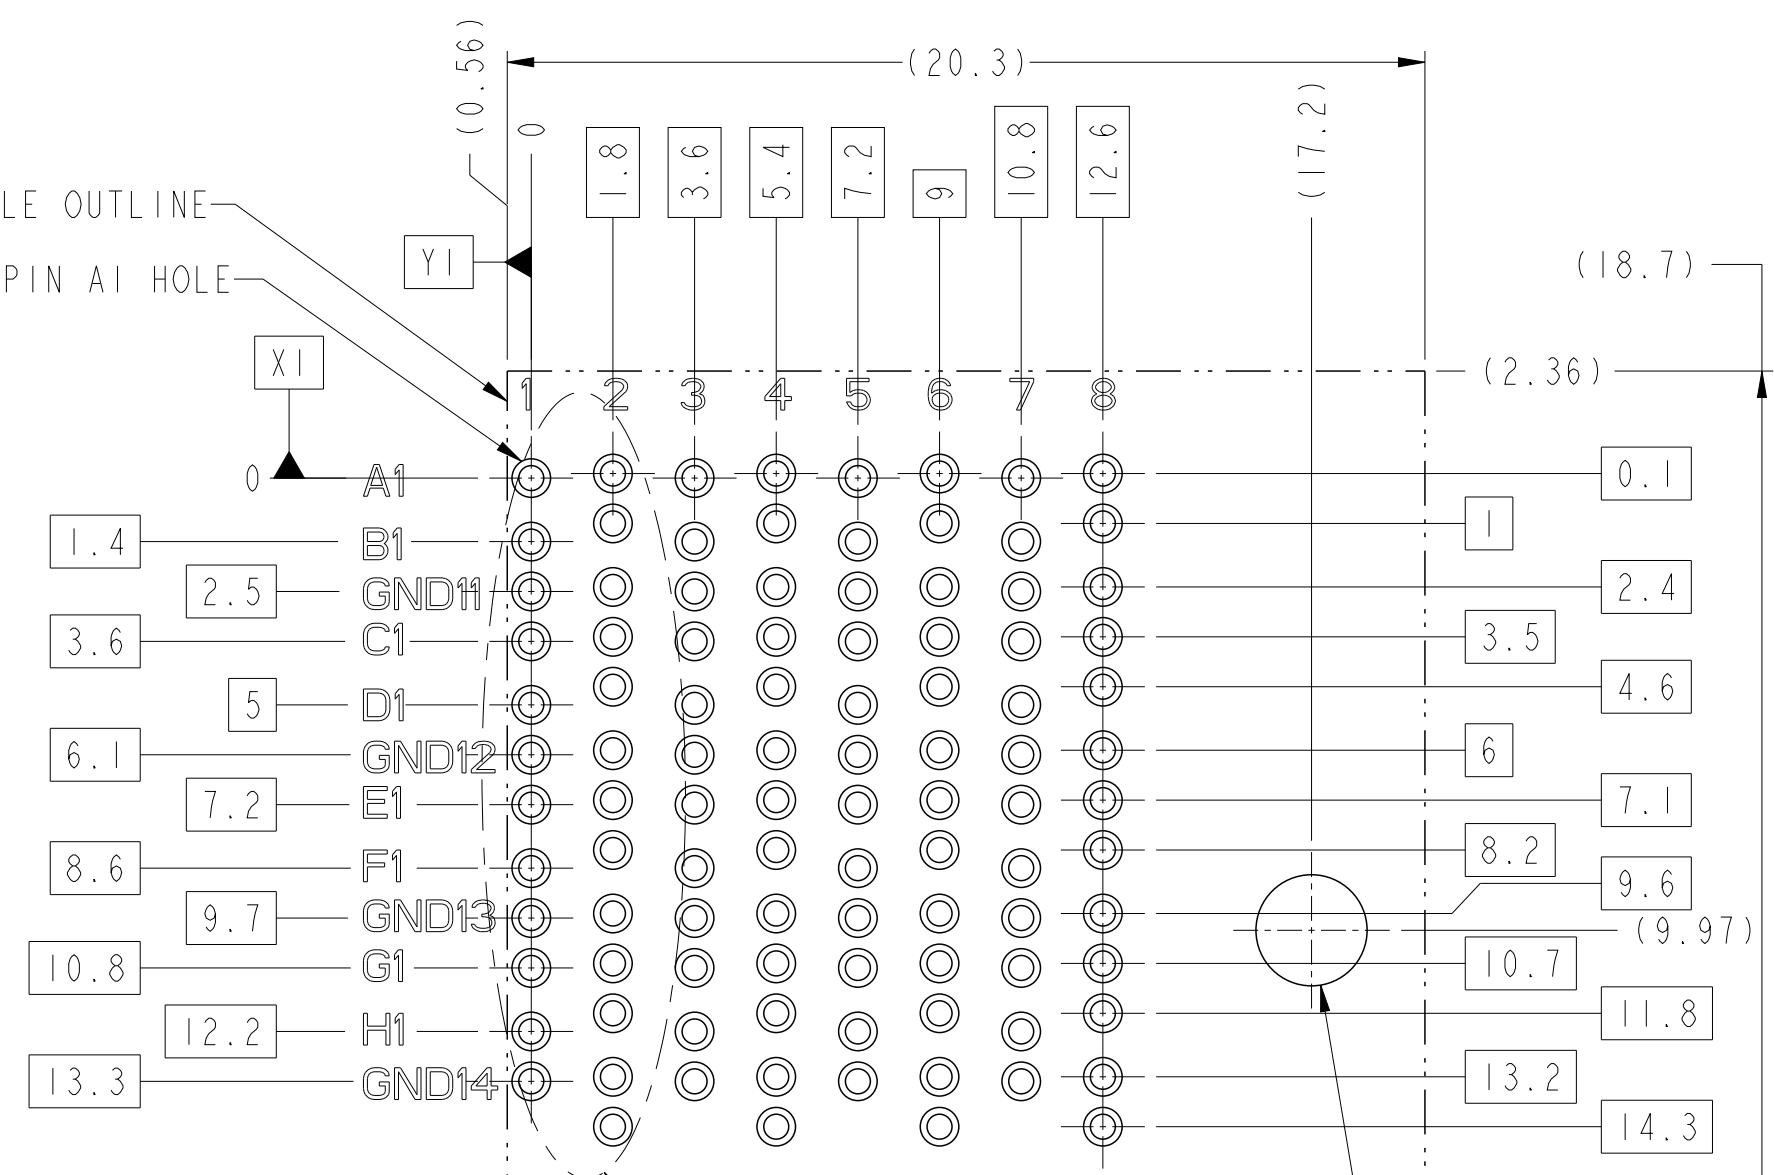 (0.56)
(20.3)
0
1.8
3.6
5.4
7.2
9
10.8
12.6
(17.2)
LE OUTLINE
Y1
PIN A1 HOLE
(18.7)
X1
(2.36)
1 2 3 4 5 6 7 8
0 A1 0.1
1
1.4 B1
2.5 GND11 2.4
3.6 C1 3.5
5 D1 4.6
6.1 GND12 6
7.2 E1 7.1
8.6 F1 8.2
9.6
9.7 GND13 (9.97)
10.8 G1 10.7
11.8
12.2 H1
13.3 GND14 13.2
14.3